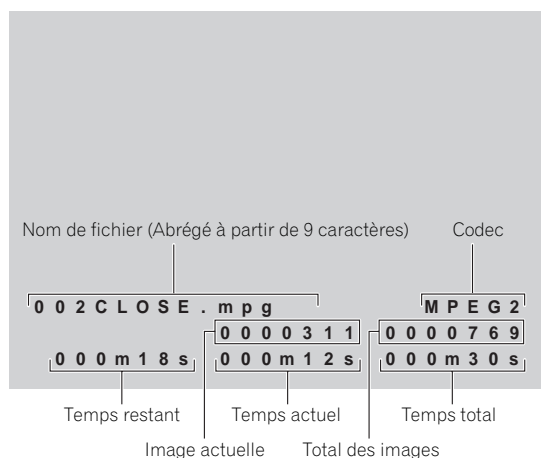 Nom de fichier (Abrégé à partir de 9 caractères) Codec
002CLOSE.mpg MPEG2
0000311 0000769
000m18s 000m12s 000m30s
Temps restant Temps actuel Temps total
Image actuelle Total des images